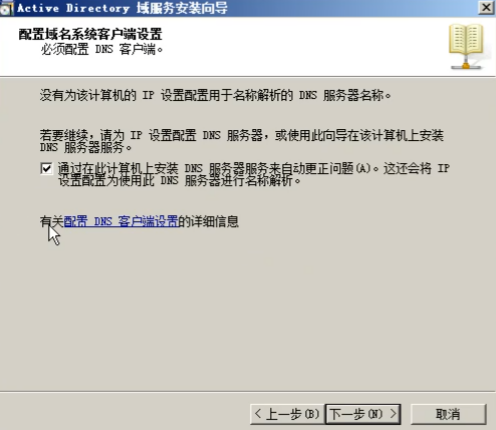 Active Directory 域服务安装向导
配置域名系统客户端设置
必须配置 DNS 客户端。
没有为该计算机的 IP 设置配置用于名称解析的 DNS 服务器名称。
若要继续，请为 IP 设置配置 DNS 服务器，或使用此向导在该计算机上安装
DNS 服务器服务。
通过在此计算机上安装 DNS 服务器服务来自动更正问题(A)。这还会将 IP
设置配置为使用此 DNS 服务器进行名称解析。
有关配置 DNS 客户端设置的详细信息
< 上一步(B) 下一步(N) > 取消